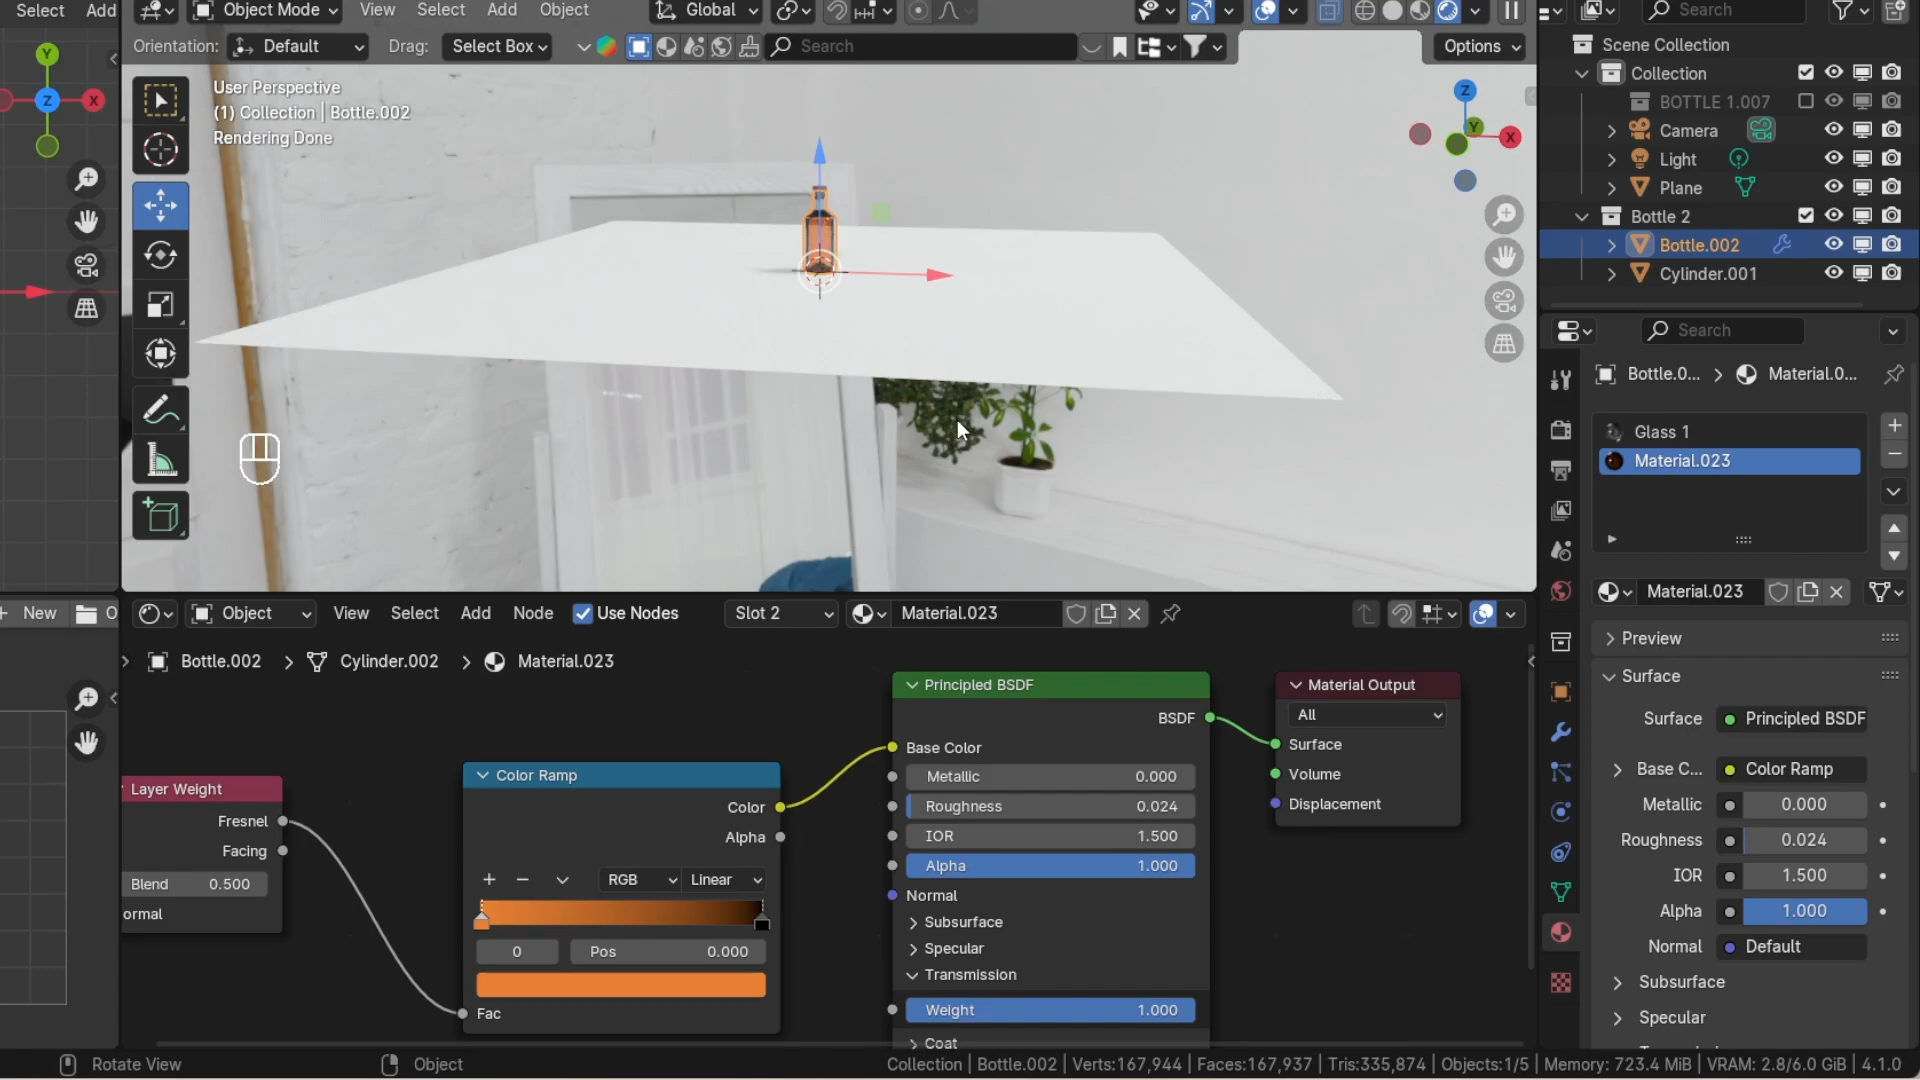 Select Add
Object Mode View Select Add Object Global Search
Orientation: Default Drag: Select Box Search Options
User Perspective
(1) Collection | Bottle.002
Rendering Done
Y
Z X
Z
Y
X
Scene Collection
Collection
BOTTLE 1.007
Camera
Light
Plane
Bottle 2
Bottle.002
Cylinder.001
Search
Bottle.0... > Material.0...
Glass 1
Material.023
Material.023
Preview
Surface
Surface Principled BSDF
Base C... Color Ramp
Metallic 0.000
Roughness 0.024
IOR 1.500
Alpha 1.000
Normal Default
Subsurface
Specular
New O
Object View Select Add Node Use Nodes Slot 2 Material.023
Bottle.002 > Cylinder.002 > Material.023
Layer Weight
Fresnel
Facing
Blend 0.500
ormal
Color Ramp
Color
Alpha
+ − RGB Linear
0 Pos 0.000
Fac
Principled BSDF
BSDF
Base Color
Metallic 0.000
Roughness 0.024
IOR 1.500
Alpha 1.000
Normal
Subsurface
Specular
Transmission
Weight 1.000
Coat
Material Output
All
Surface
Volume
Displacement
Rotate View Object Collection | Bottle.002 | Verts:167,944 | Faces:167,937 | Tris:335,874 | Objects:1/5 | Memory: 723.4 MiB | VRAM: 2.8/6.0 GiB | 4.1.0